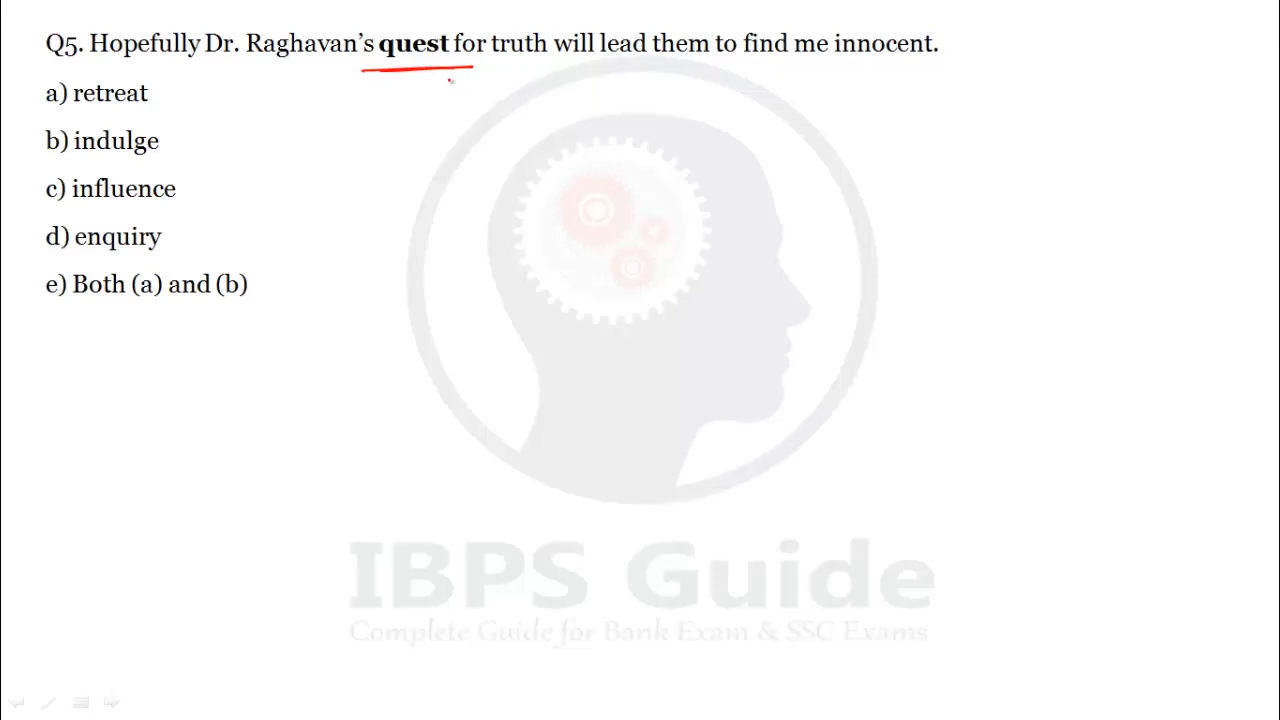 Q5. Hopefully Dr. Raghavan’s quest for truth will lead them to find me innocent.
a) retreat
b) indulge
c) influence
d) enquiry
e) Both (a) and (b)
IBPS Guide
Complete Guide for Bank Exam & SSC Exams